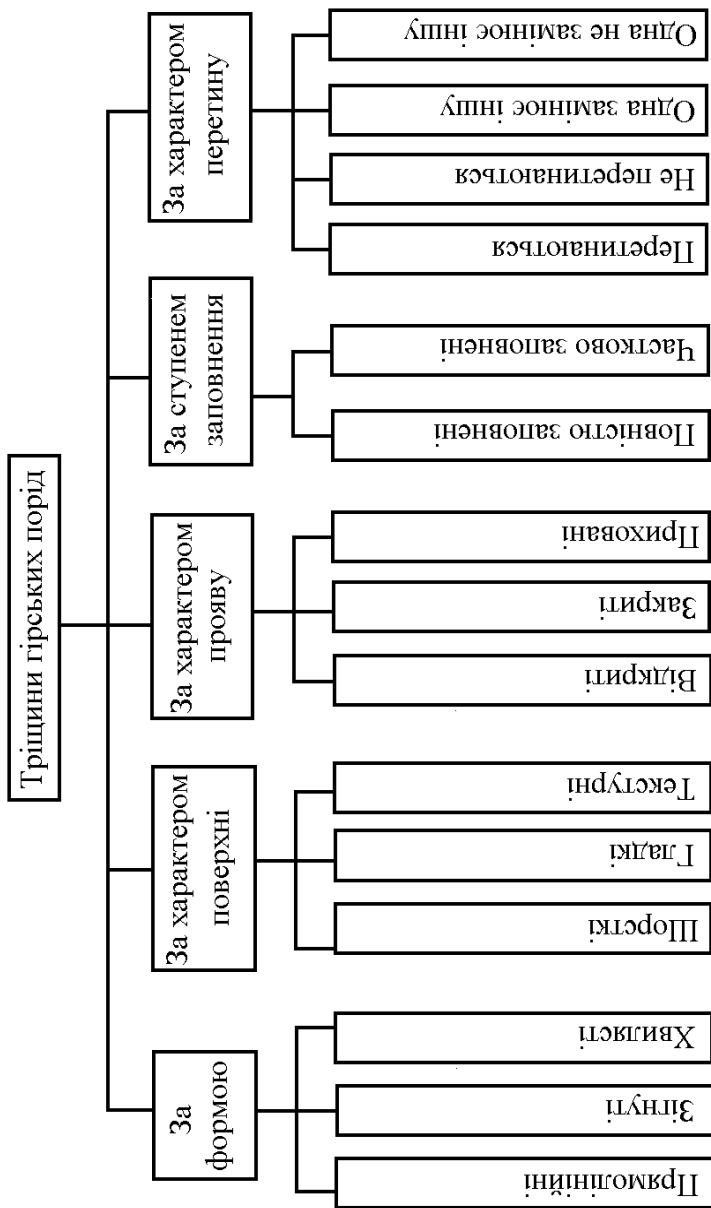 Тріщини гірських порід
За
формою
За характером
поверхні
За характером
прояву
За ступенем
заповнення
За характером
перетину
Прямолінійні
Зігнуті
Хвилясті
Шорсткі
Гладкі
Текстурні
Відкриті
Закриті
Приховані
Повністю заповнені
Частково заповнені
Перетинаються
Не перетинаються
Одна замінює іншу
Одна не замінює іншу